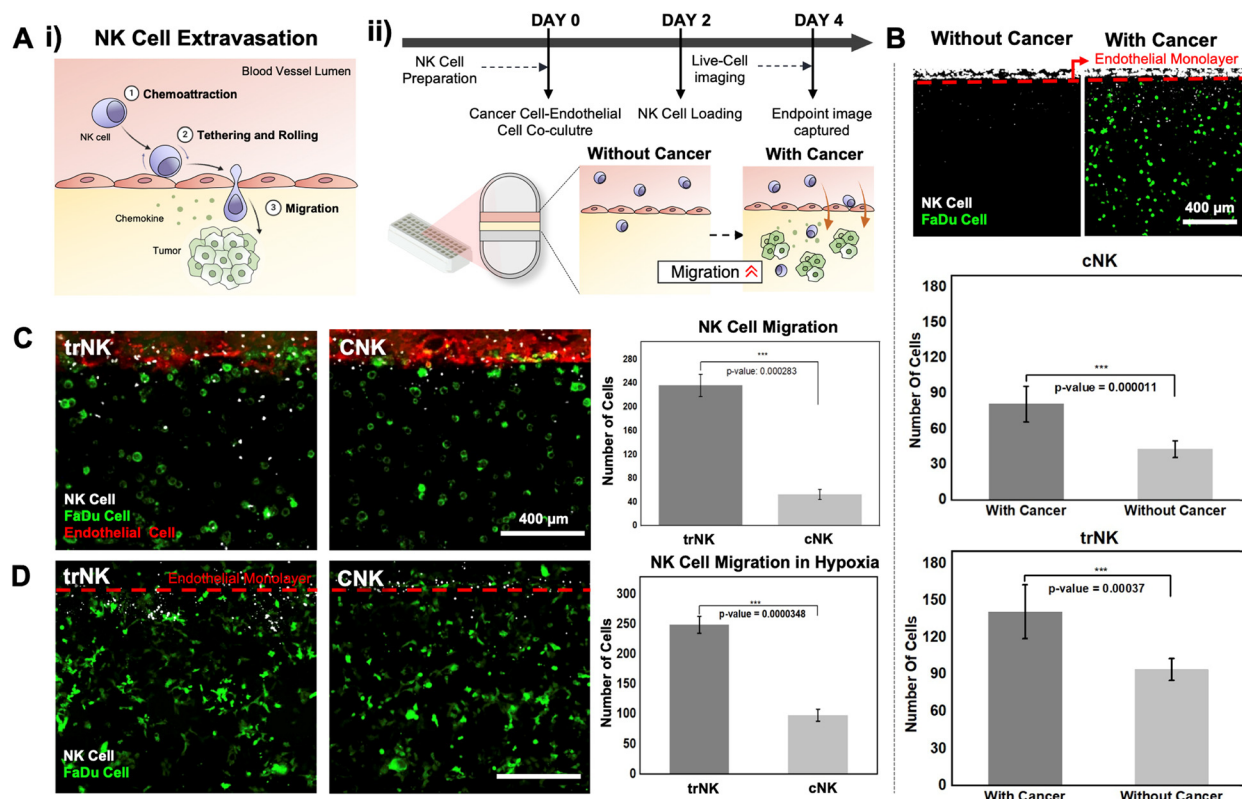 A i)
NK Cell Extravasation
Blood Vessel Lumen
1 Chemoattraction
NK cell
2 Tethering and Rolling
Chemokine
3 Migration
Tumor
ii)
DAY 0 DAY 2 DAY 4
NK Cell
Preparation
Live-Cell
imaging
Cancer Cell-Endothelial
Cell Co-culutre
NK Cell Loading
Endpoint image
captured
Without Cancer
With Cancer
Migration
B
Without Cancer
With Cancer
Endothelial Monolayer
NK Cell
FaDu Cell
400 µm
cNK
Number Of Cells
180
150
120
90
60
30
0
***
p-value = 0.000011
With Cancer Without Cancer
trNK
Number Of Cells
180
150
120
90
60
30
0
***
p-value = 0.00037
With Cancer Without Cancer
C
trNK
NK Cell
FaDu Cell
Endothelial Cell
CNK
400 µm
NK Cell Migration
Number of Cells
280
240
200
160
120
80
40
0
***
p-value: 0.000283
trNK cNK
D
trNK
Endothelial Monolayer
NK Cell
FaDu Cell
CNK
NK Cell Migration in Hypoxia
Number of Cells
300
250
200
150
100
50
0
***
p-value = 0.0000348
trNK cNK